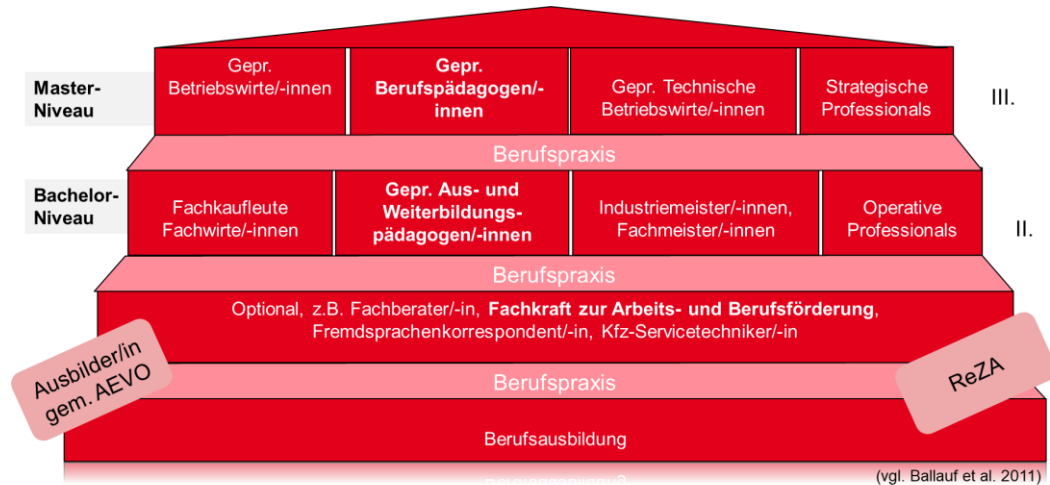 Master-
Niveau
Gepr.
Betriebswirte/-innen
Gepr.
Berufspädagogen/-
innen
Gepr. Technische
Betriebswirte/-innen
Strategische
Professionals
III.
Berufspraxis
Bachelor-
Niveau
Fachkaufleute
Fachwirte/-innen
Gepr. Aus- und
Weiterbildungs-
pädagogen/-innen
Industriemeister/-innen,
Fachmeister/-innen
Operative
Professionals
II.
Berufspraxis
Optional, z.B. Fachberater/-in, Fachkraft zur Arbeits- und Berufsförderung,
Fremdsprachenkorrespondent/-in, Kfz-Servicetechniker/-in
Ausbilder/in
gem. AEVO
ReZA
Berufspraxis
Berufsausbildung
(vgl. Ballauf et al. 2011)